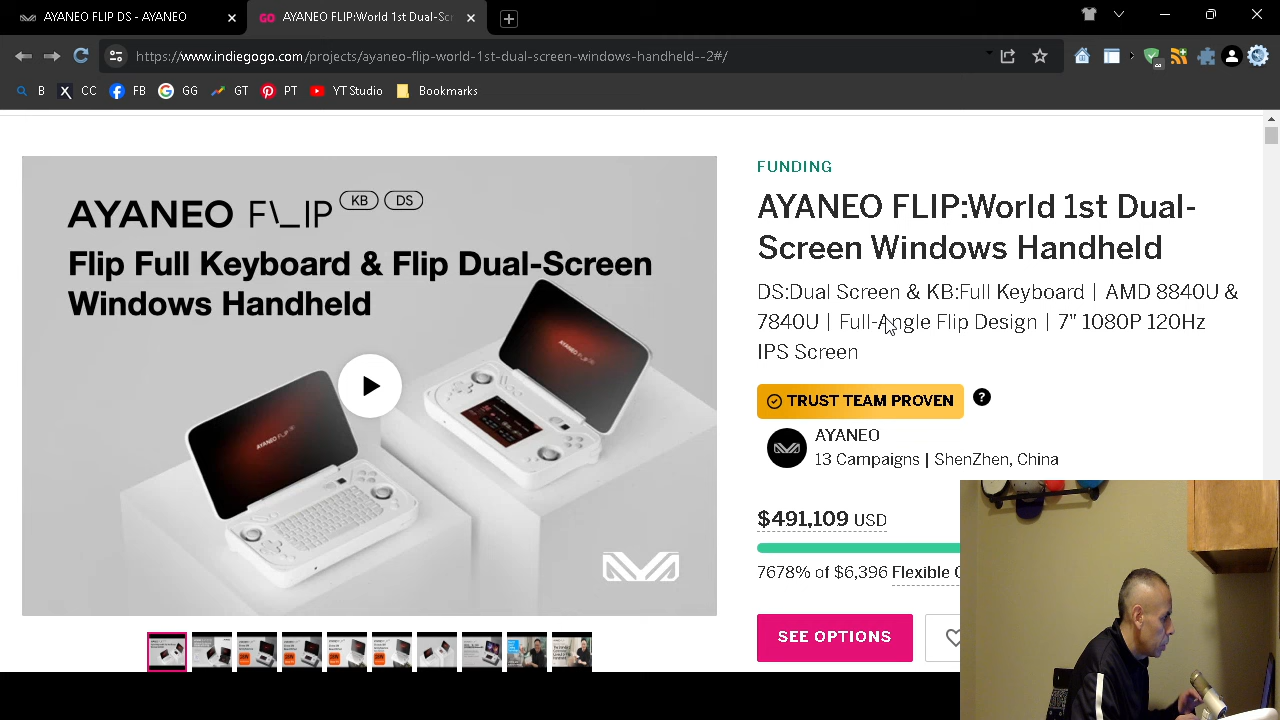 AYANEO FLIP DS - AYANEO
GO AYANEO FLIP:World 1st Dual-Sc
https://www.indiegogo.com/projects/ayaneo-flip-world-1st-dual-screen-windows-handheld--2#/
B CC FB GG GT PT YT Studio Bookmarks
AYANEO FLIP KB DS
Flip Full Keyboard & Flip Dual-Screen
Windows Handheld
FUNDING
AYANEO FLIP:World 1st Dual-
Screen Windows Handheld
DS:Dual Screen & KB:Full Keyboard | AMD 8840U &
7840U | Full-Angle Flip Design | 7" 1080P 120Hz
IPS Screen
TRUST TEAM PROVEN ?
AYANEO
13 Campaigns | ShenZhen, China
$491,109 USD
7678% of $6,396 Flexible
SEE OPTIONS